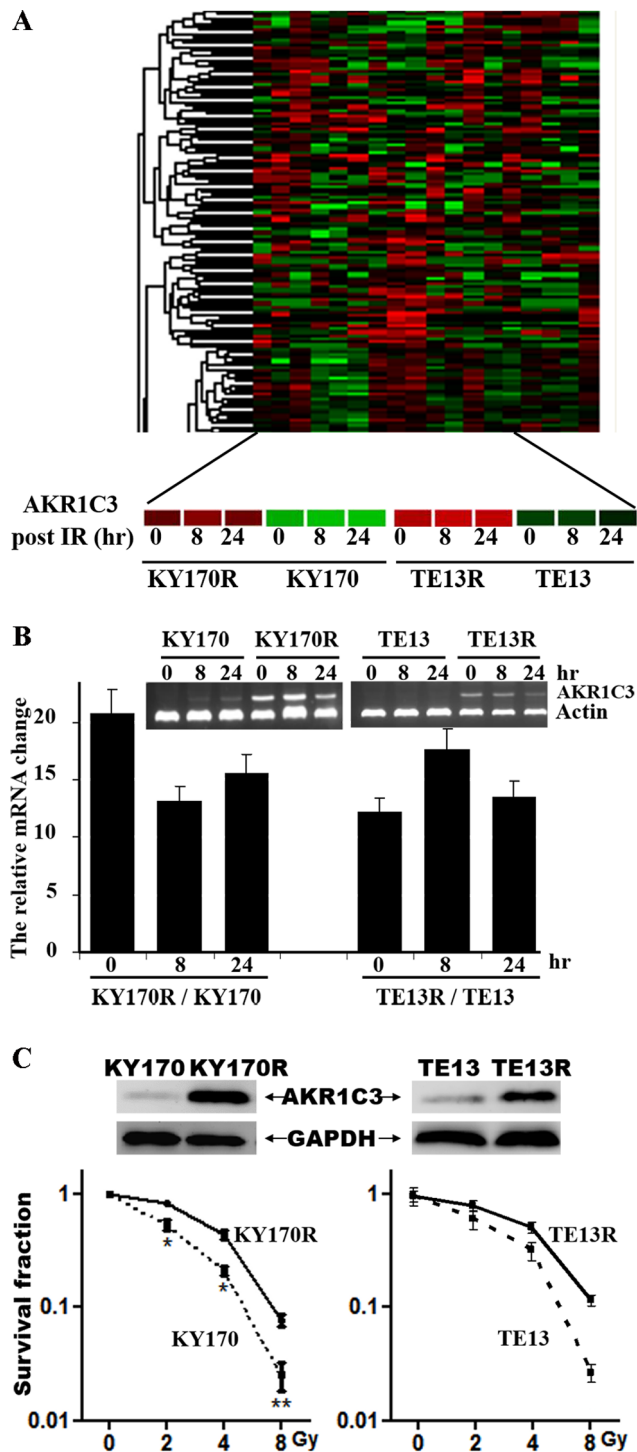 A
AKR1C3
post IR (hr)
0 8 24 0 8 24 0 8 24 0 8 24
KY170R KY170 TE13R TE13
B
KY170 KY170R TE13 TE13R
0 8 24 0 8 24 0 8 24 0 8 24 hr
AKR1C3
Actin
The relative mRNA change
20
15
10
5
0
0 8 24 0 8 24 hr
KY170R / KY170 TE13R / TE13
C
KY170 KY170R TE13 TE13R
←AKR1C3→
←GAPDH→
Survival fraction
1
0.1
0.01
KY170R
*
*
KY170
**
0 2 4 8 Gy
1
0.1
0.01
TE13R
TE13
0 2 4 8 Gy